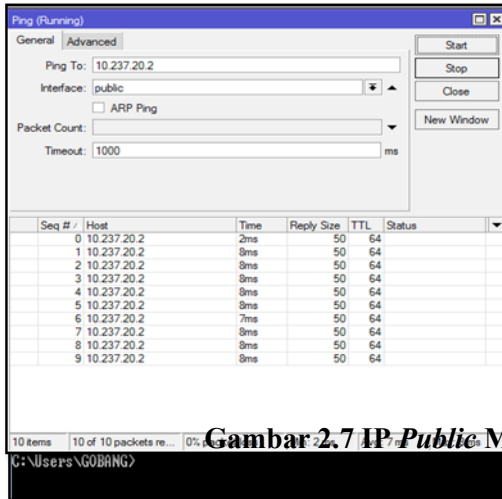 Ping (Running)
General Advanced
Ping To: 10.237.20.2
Interface: public
ARP Ping
Packet Count:
Timeout: 1000 ms
Start
Stop
Close
New Window
Seq # Host Time Reply Size TTL Status
0 10.237.20.2 2ms 50 64
1 10.237.20.2 8ms 50 64
2 10.237.20.2 8ms 50 64
3 10.237.20.2 8ms 50 64
4 10.237.20.2 8ms 50 64
5 10.237.20.2 8ms 50 64
6 10.237.20.2 7ms 50 64
7 10.237.20.2 8ms 50 64
8 10.237.20.2 8ms 50 64
9 10.237.20.2 8ms 50 64
10 items 10 of 10 packets re... 0%
Gambar 2.7 IP Public M
C:\Users\GOBANG>